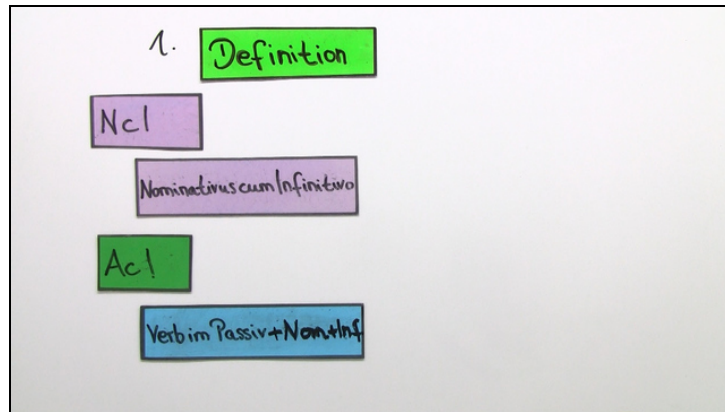 1. Definition
NcI
Nominativus cum Infinitivo
AcI
Verb im Passiv + Nom + Inf